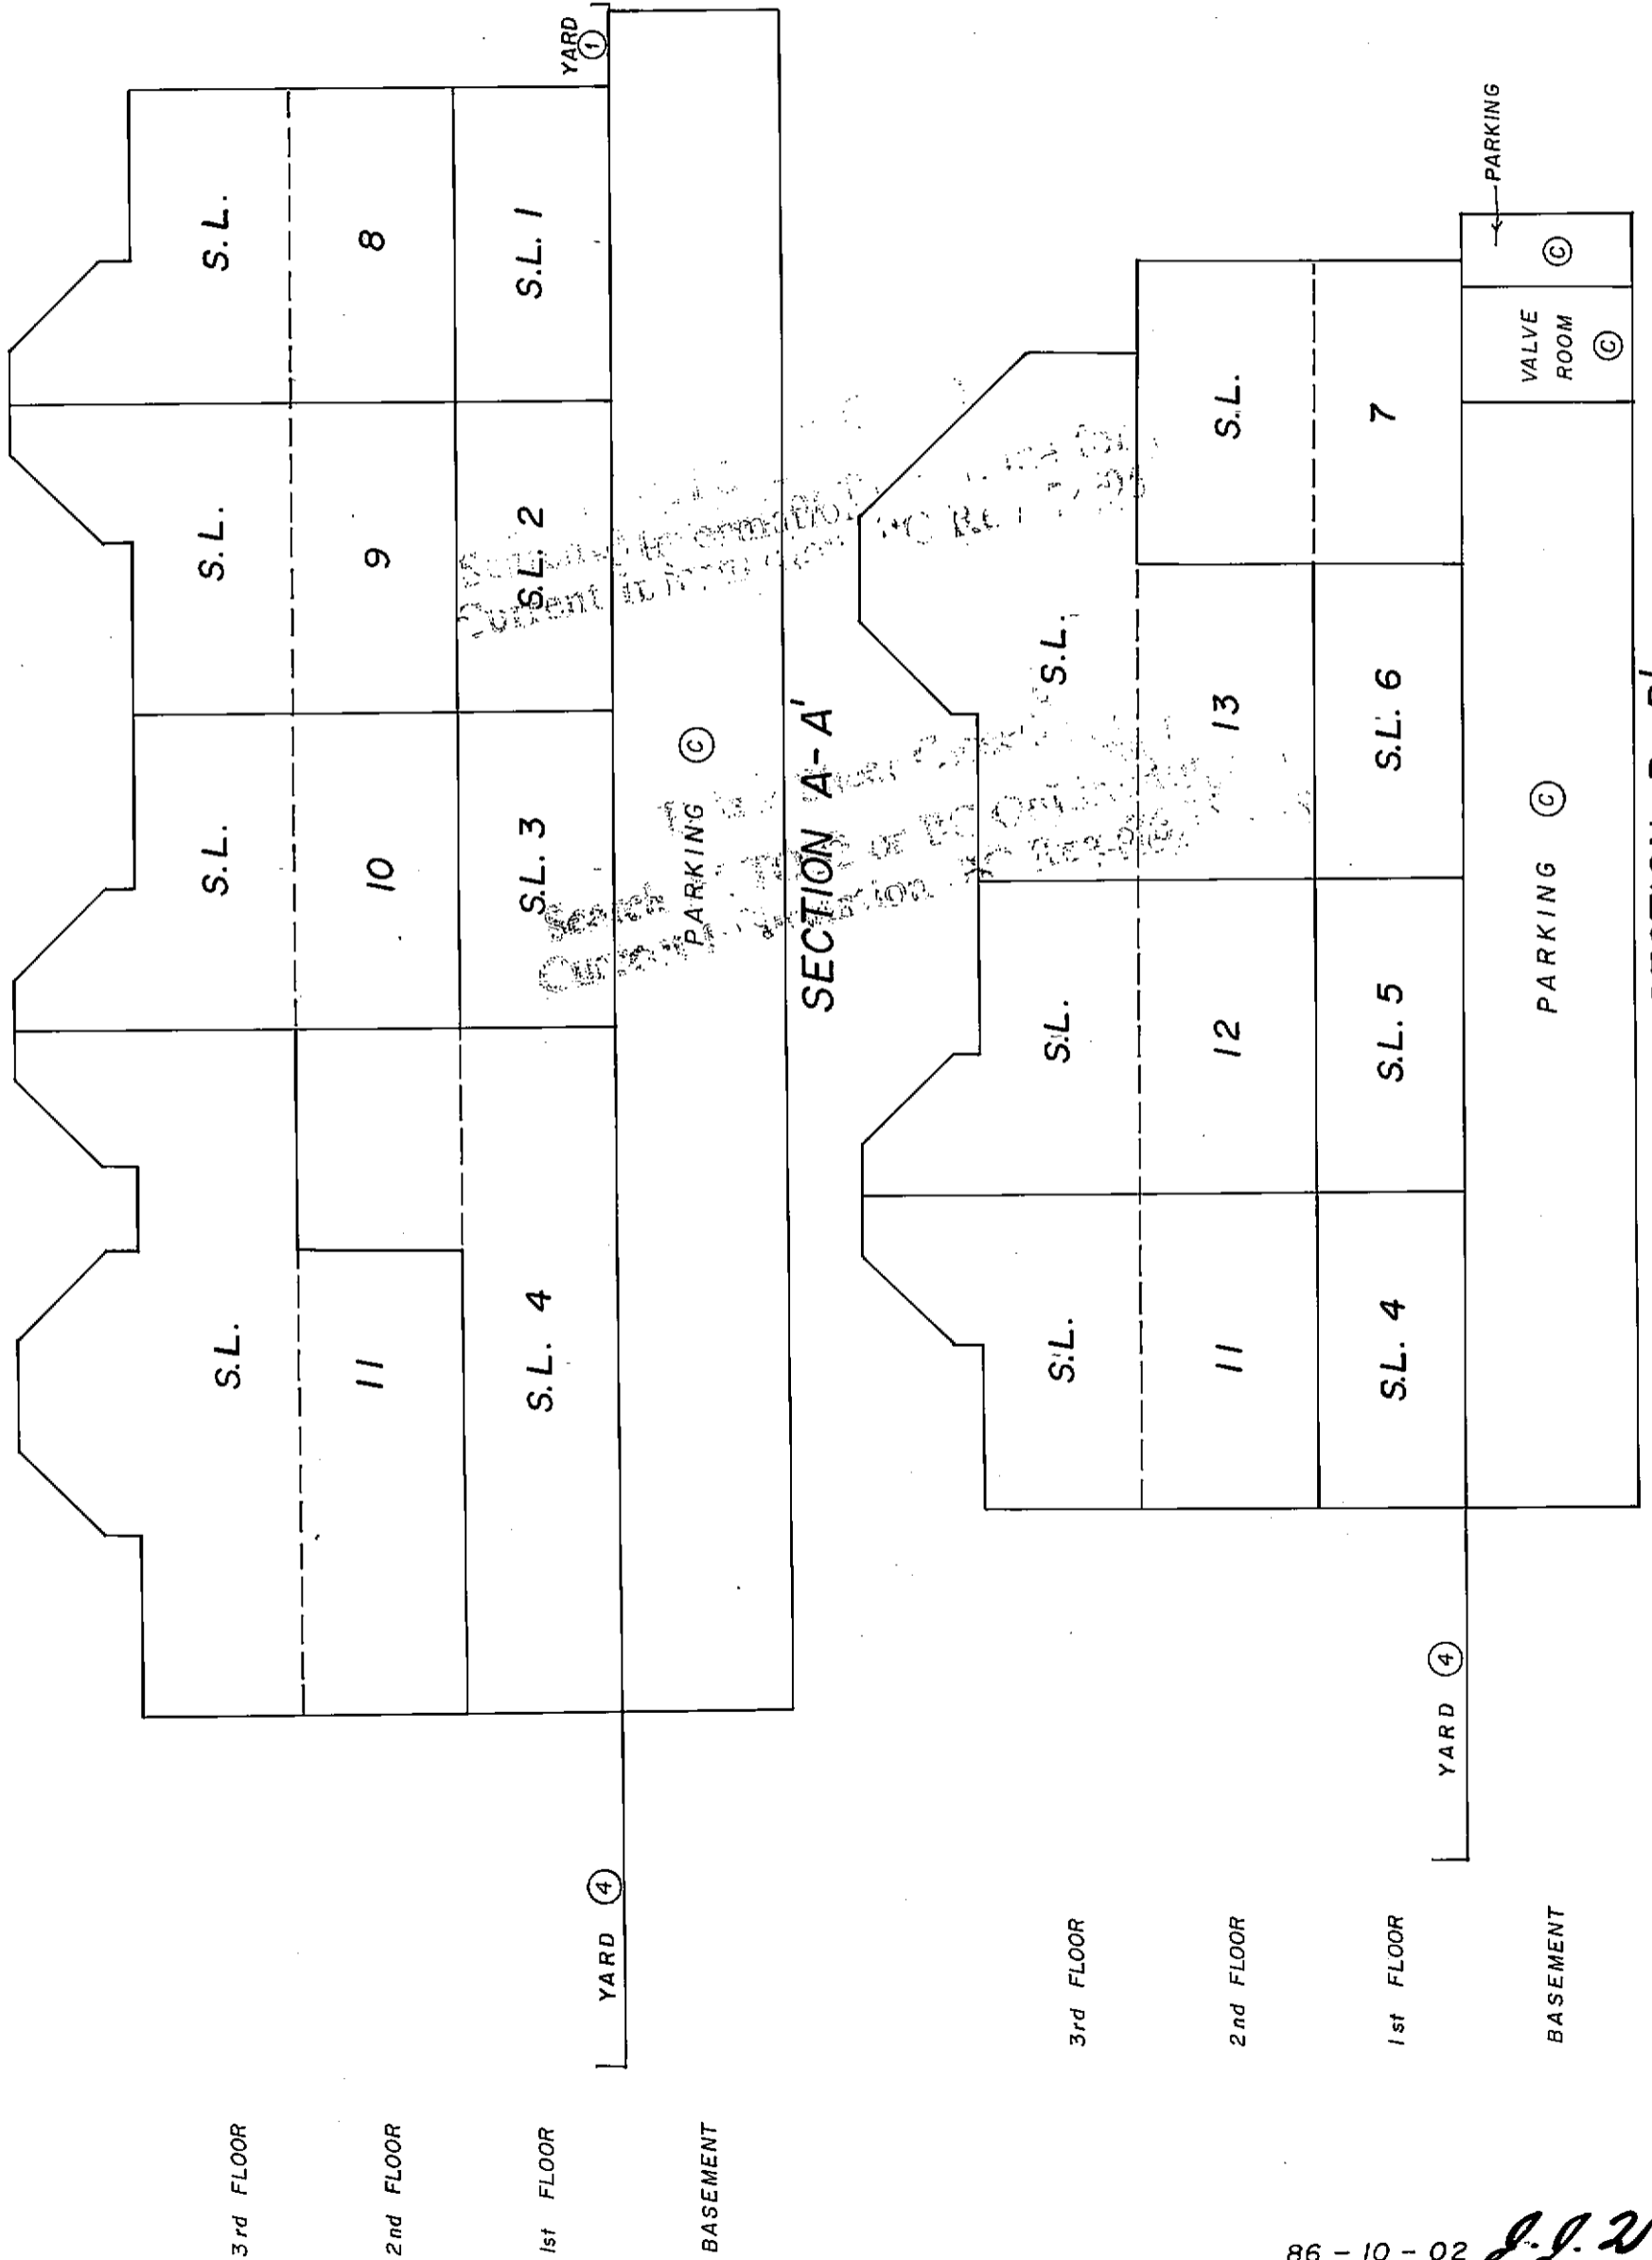 YARD ①
3rd FLOOR
S.L.
S.L.
S.L.
S.L.
2nd FLOOR
11
10
9
8
1st FLOOR
YARD ④
S.L. 4
S.L. 3
S.L. 2
S.L. 1
BASEMENT
PARKING Ⓒ
SECTION A-A'
3rd FLOOR
S.L.
S.L.
S.L.
2nd FLOOR
11
12
13
S.L.
1st FLOOR
YARD ④
S.L. 4
S.L. 5
S.L. 6
7
PARKING
BASEMENT
PARKING Ⓒ
VALVE
ROOM
Ⓒ
Ⓒ
86-10-02